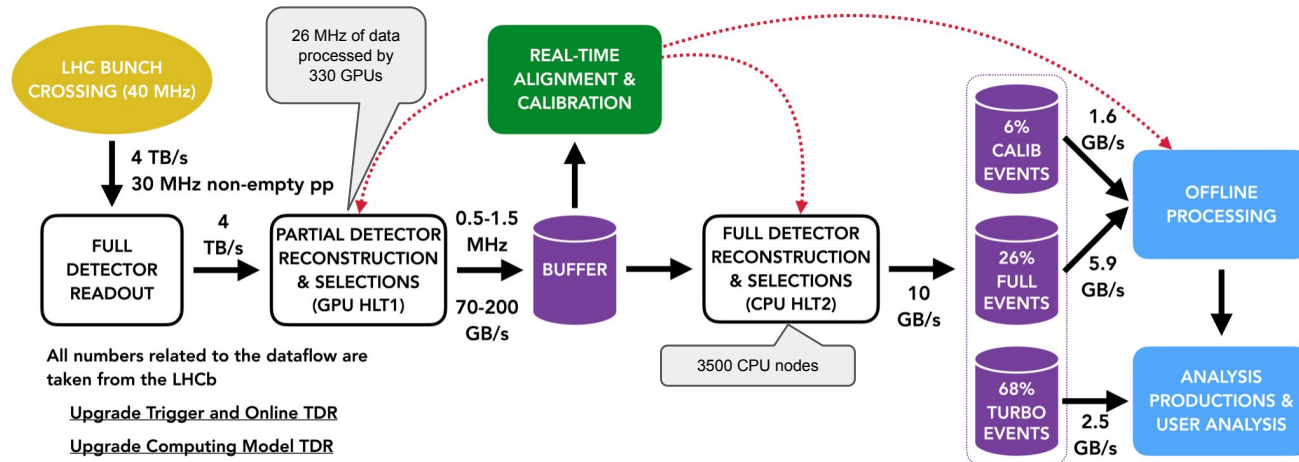 LHC BUNCH
CROSSING (40 MHz)
26 MHz of data
processed by
330 GPUs
REAL-TIME
ALIGNMENT &
CALIBRATION
4 TB/s
30 MHz non-empty pp
FULL
DETECTOR
READOUT
4
TB/s
PARTIAL DETECTOR
RECONSTRUCTION
& SELECTIONS
(GPU HLT1)
0.5-1.5
MHz
70-200
GB/s
BUFFER
FULL DETECTOR
RECONSTRUCTION
& SELECTIONS
(CPU HLT2)
3500 CPU nodes
10
GB/s
6%
CALIB
EVENTS
26%
FULL
EVENTS
68%
TURBO
EVENTS
1.6
GB/s
5.9
GB/s
2.5
GB/s
OFFLINE
PROCESSING
ANALYSIS
PRODUCTIONS &
USER ANALYSIS
All numbers related to the dataflow are
taken from the LHCb
Upgrade Trigger and Online TDR
Upgrade Computing Model TDR